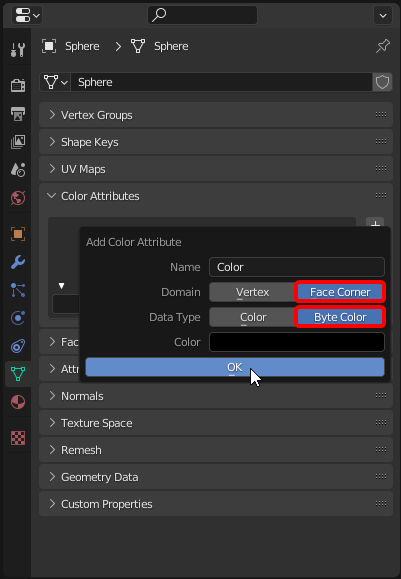 Sphere > Sphere
Sphere
Vertex Groups
Shape Keys
UV Maps
Color Attributes
Add Color Attribute
Name Color
Domain Vertex Face Corner
Data Type Color Byte Color
Color
OK
Fac
Attr
Normals
Texture Space
Remesh
Geometry Data
Custom Properties